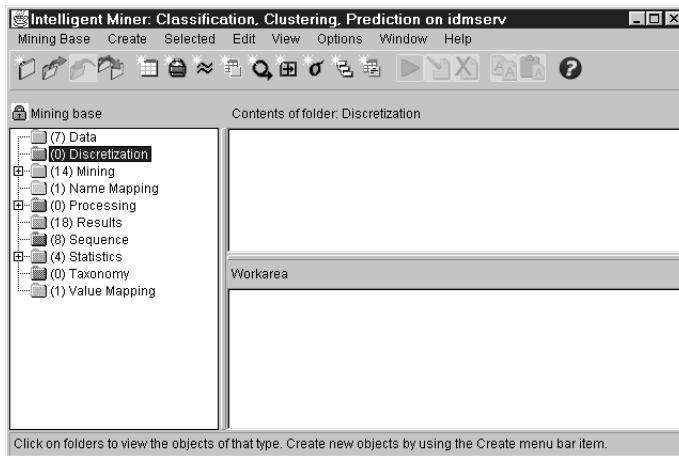 Intelligent Miner: Classification, Clustering, Prediction on idmserv
Mining Base Create Selected Edit View Options Window Help
Mining base
Contents of folder: Discretization
(7) Data
(0) Discretization
(14) Mining
(1) Name Mapping
(0) Processing
(18) Results
(8) Sequence
(4) Statistics
(0) Taxonomy
(1) Value Mapping
Workarea
Click on folders to view the objects of that type. Create new objects by using the Create menu bar item.